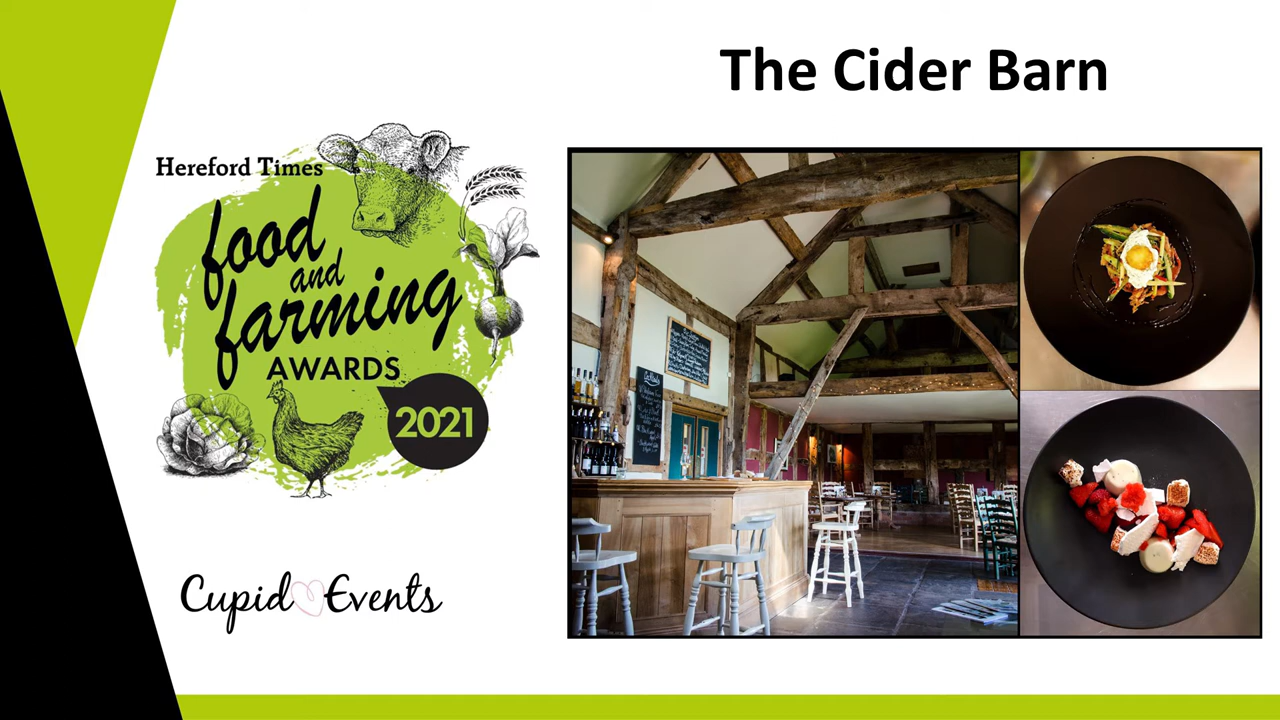 The Cider Barn
Hereford Times
food
and
farming
AWARDS
2021
Cupid Events